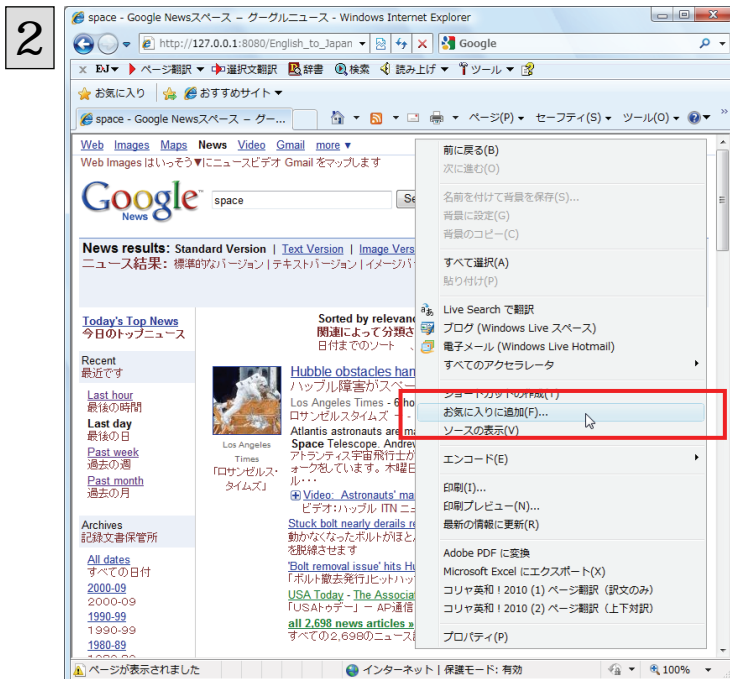 2
space - Google Newsスペース － グーグルニュース - Windows Internet Explorer
http://127.0.0.1:8080/English_to_Japan
Google
ページ翻訳 選択文翻訳 辞書 検索 読み上げ ツール
お気に入り おすすめサイト
space - Google Newsスペース － グー...
ページ(P) セーフティ(S) ツール(O)
Web Images Maps News Video Gmail more ▼
Web Images はいっそう▼にニュースビデオ Gmail をマップします
Google News
space
Se
News results: Standard Version | Text Version | Image Vers
ニュース結果: 標準的なバージョン | テキストバージョン | イメージバ
Today's Top News
今日のトップニュース
Sorted by relevan
関連によって分類さ
日付までのソート
Recent
最近です
Last hour
最後の時間
Last day
最後の日
Past week
過去の週
Past month
過去の月
Archives
記録文書保管所
All dates
すべての日付
2000-09
2000-09
1990-99
1990-99
1980-89
Los Angeles
Times
「ロサンゼルス・
タイムズ」
Hubble obstacles han
ハッブル障害がスペー
Los Angeles Times - 6 ho
ロサンゼルスタイムズ - -
Atlantis astronauts are ma
Space Telescope. Andrew
アトランティス宇宙飛行士が
ォークをしています。木曜日
ル・・・
Video: Astronauts' ma
ビデオ:ハッブル ITN ニ
Stuck bolt nearly derails re
動かなくなったボルトがほとん
を脱線させます
'Bolt removal issue' hits Hu
「ボルト撤去発行」ヒットハッ
USA Today - The Associa
「USAトゥデー」 － AP通信
all 2,698 news articles »
すべての2,698のニュース
前に戻る(B)
次に進む(O)
名前を付けて背景を保存(S)...
背景に設定(G)
背景のコピー(C)
すべて選択(A)
貼り付け(P)
Live Search で翻訳
ブログ (Windows Live スペース)
電子メール (Windows Live Hotmail)
すべてのアクセラレータ
ショートカットの作成(T)
お気に入りに追加(F)...
ソースの表示(V)
エンコード(E)
印刷(I)...
印刷プレビュー(N)...
最新の情報に更新(R)
Adobe PDF に変換
Microsoft Excel にエクスポート(X)
コリャ英和！2010 (1) ページ翻訳（訳文のみ）
コリャ英和！2010 (2) ページ翻訳（上下対訳）
プロパティ(P)
ページが表示されました
インターネット | 保護モード: 有効
100%